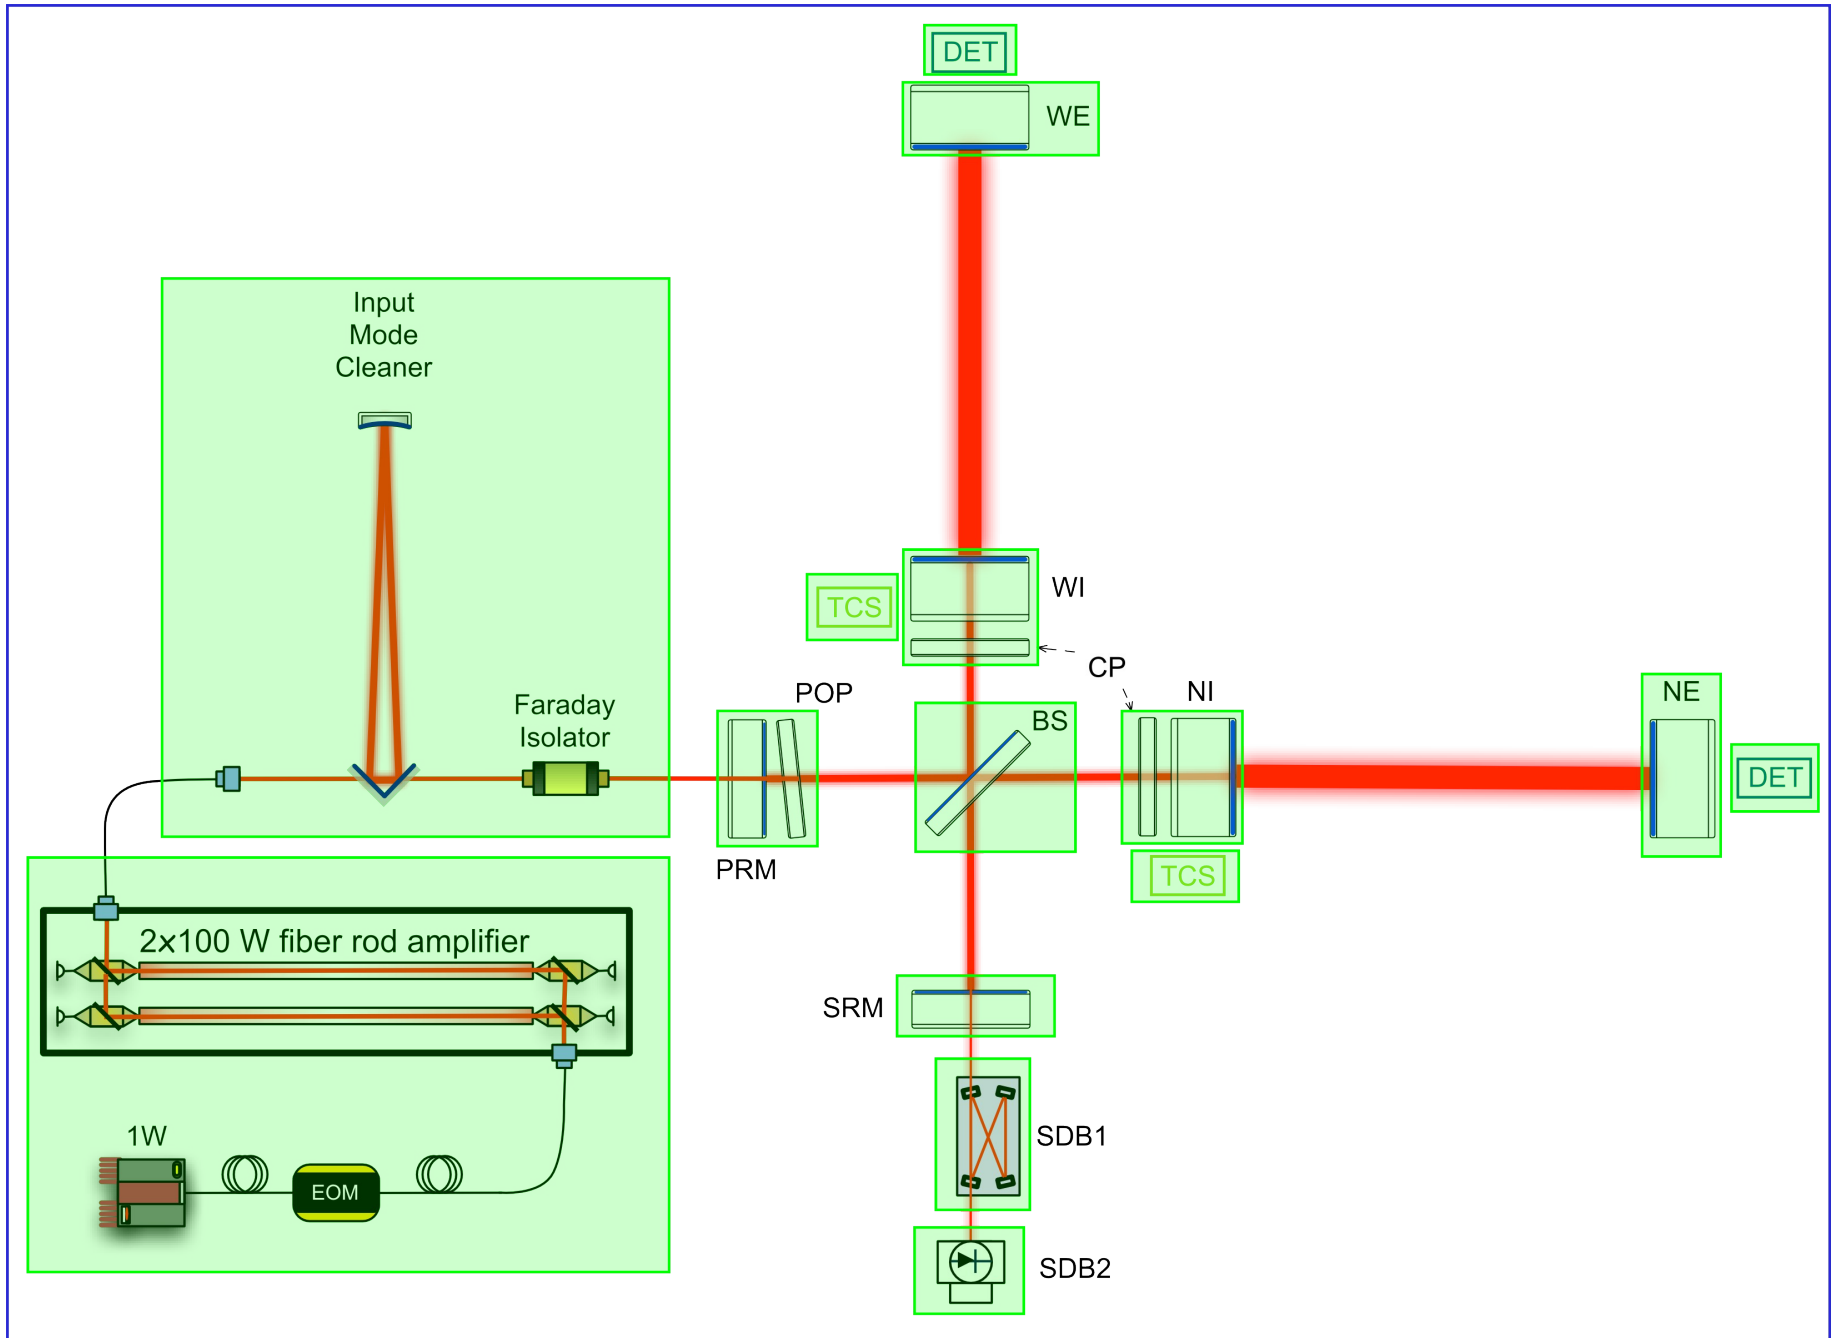 DET
WE
Input
Mode
Cleaner
WI
TCS
CP
POP
NI
NE
Faraday
Isolator
BS
DET
PRM
TCS
2x100 W fiber rod amplifier
SRM
1W
SDB1
EOM
SDB2